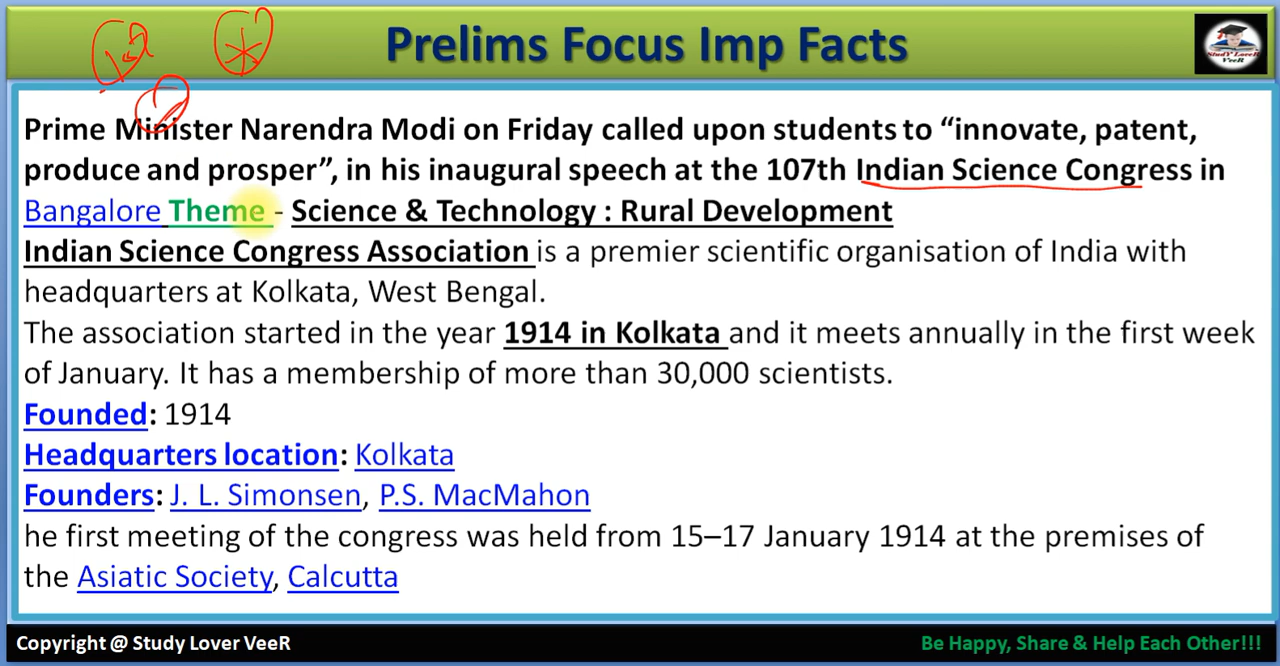 Prelims Focus Imp Facts
StudY LoveR
VeeR
Prime Minister Narendra Modi on Friday called upon students to “innovate, patent,
produce and prosper”, in his inaugural speech at the 107th Indian Science Congress in
Bangalore Theme - Science & Technology : Rural Development
Indian Science Congress Association is a premier scientific organisation of India with
headquarters at Kolkata, West Bengal.
The association started in the year 1914 in Kolkata and it meets annually in the first week
of January. It has a membership of more than 30,000 scientists.
Founded: 1914
Headquarters location: Kolkata
Founders: J. L. Simonsen, P.S. MacMahon
he first meeting of the congress was held from 15–17 January 1914 at the premises of
the Asiatic Society, Calcutta
Copyright @ Study Lover VeeR
Be Happy, Share & Help Each Other!!!